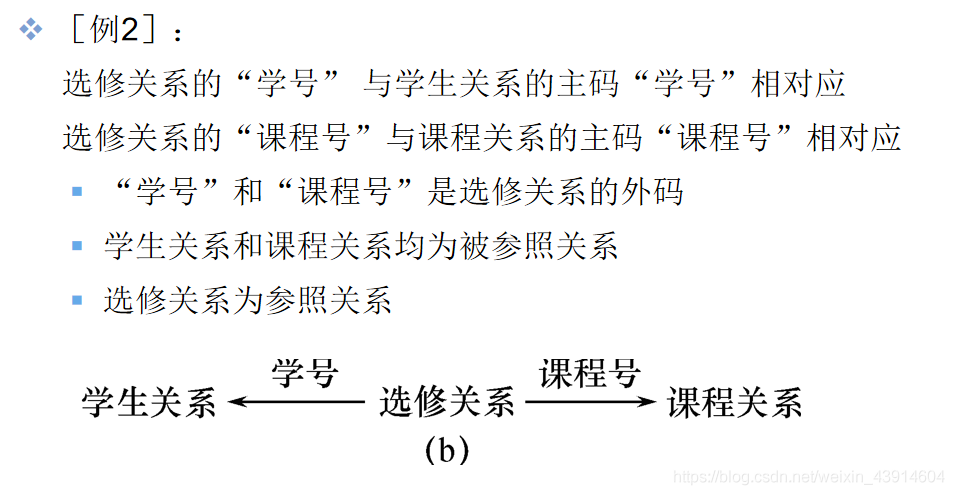 ［例2］：
选修关系的“学号” 与学生关系的主码“学号”相对应
选修关系的“课程号”与课程关系的主码“课程号”相对应
“学号”和“课程号”是选修关系的外码
学生关系和课程关系均为被参照关系
选修关系为参照关系
学号 课程号
学生关系 选修关系 课程关系
(b)
https://blog.csdn.net/weixin_43914604